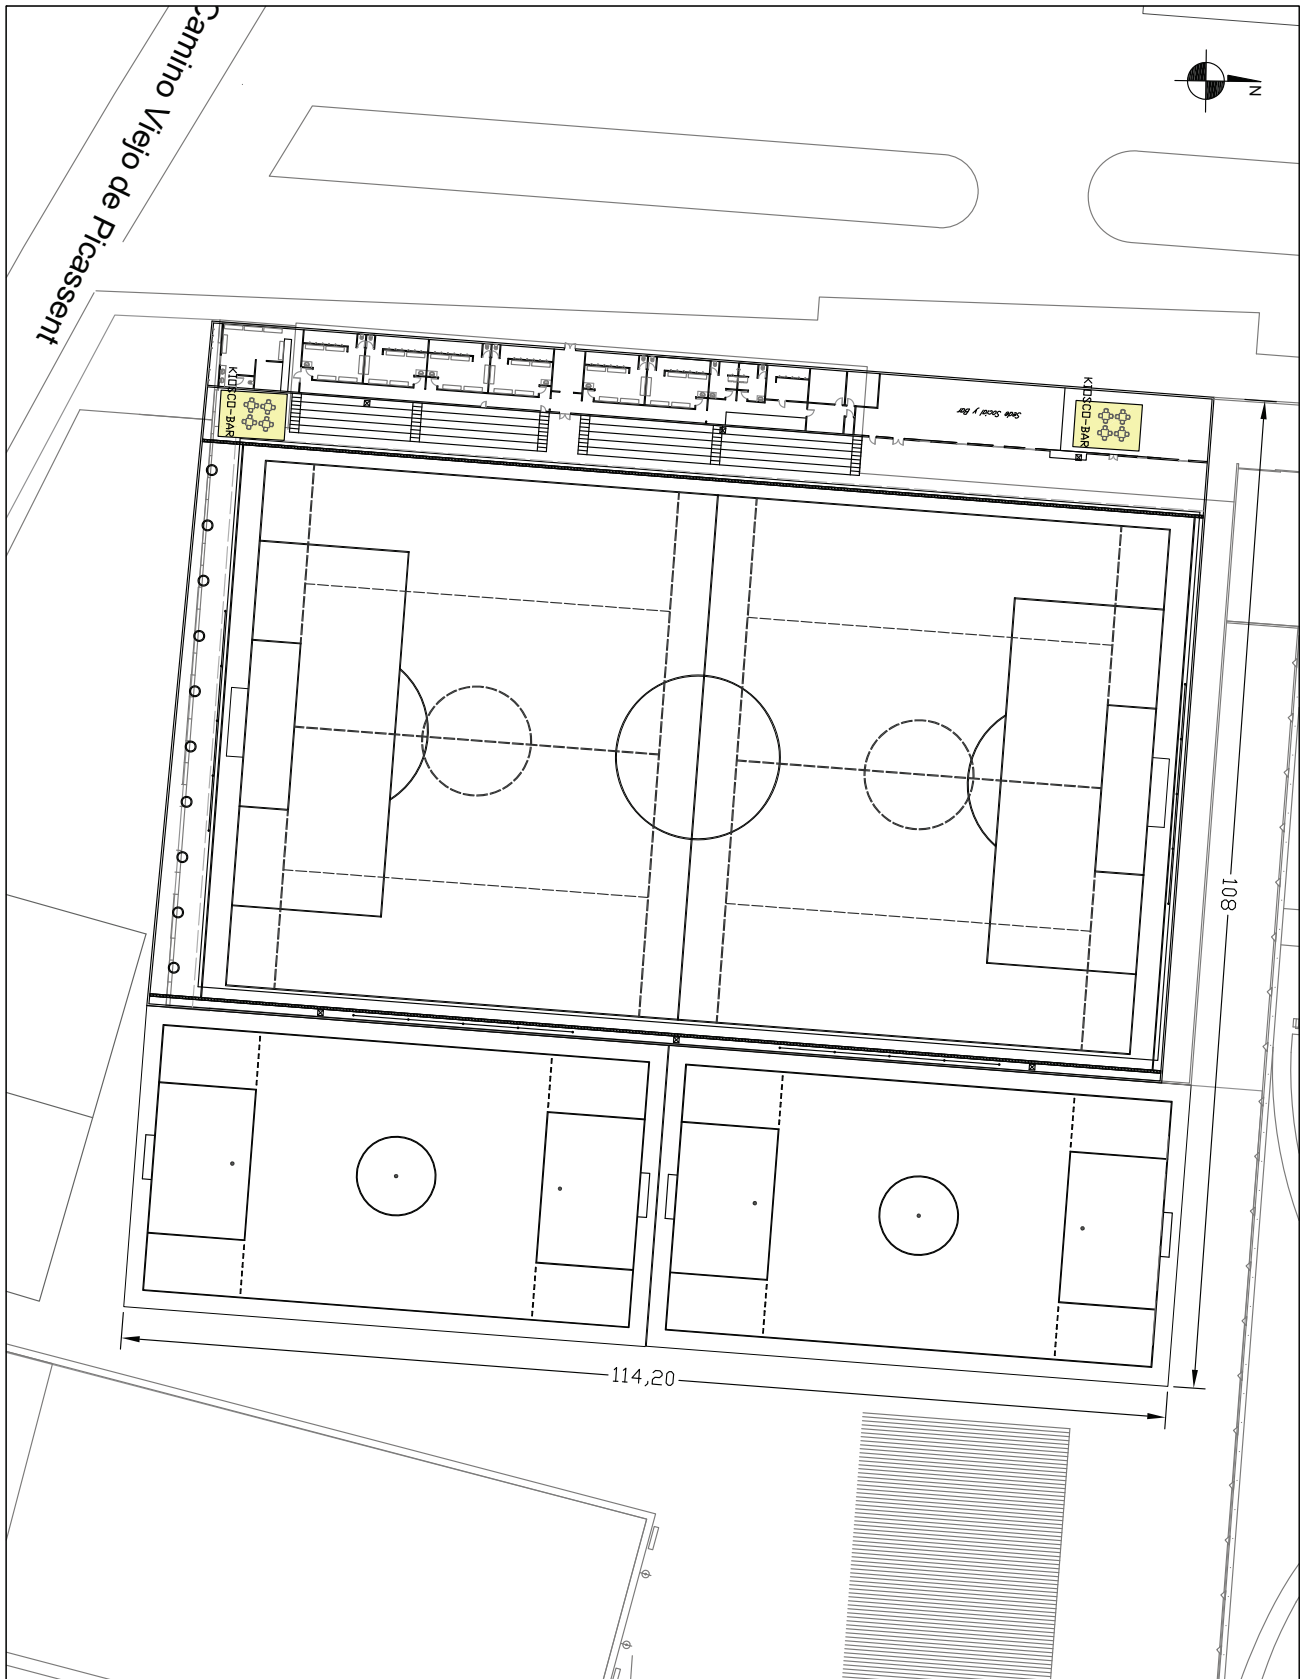 Camino Viejo de Picassent
N
KIOSCO-BAR
Sede Social y Bar
KIOSCO-BAR
108
114,20